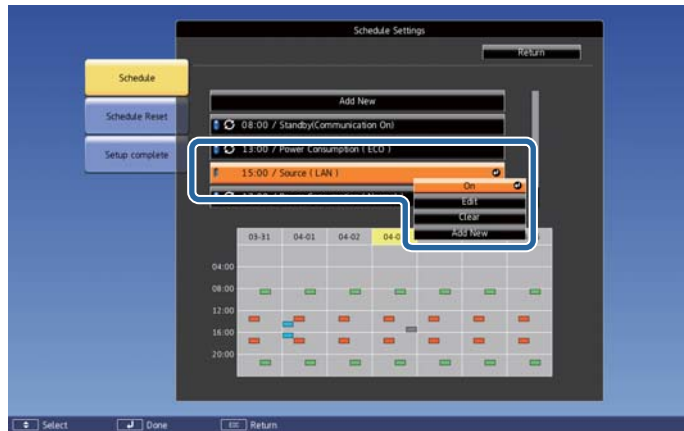 Schedule Settings
Return
Schedule
Schedule Reset
Setup complete
Add New
08:00 / Standby(Communication On)
13:00 / Power Consumption ( ECO )
15:00 / Source ( LAN )
On
Edit
Clear
Add New
03-31 04-01 04-02
04:00
08:00
12:00
16:00
20:00
Select Done Return